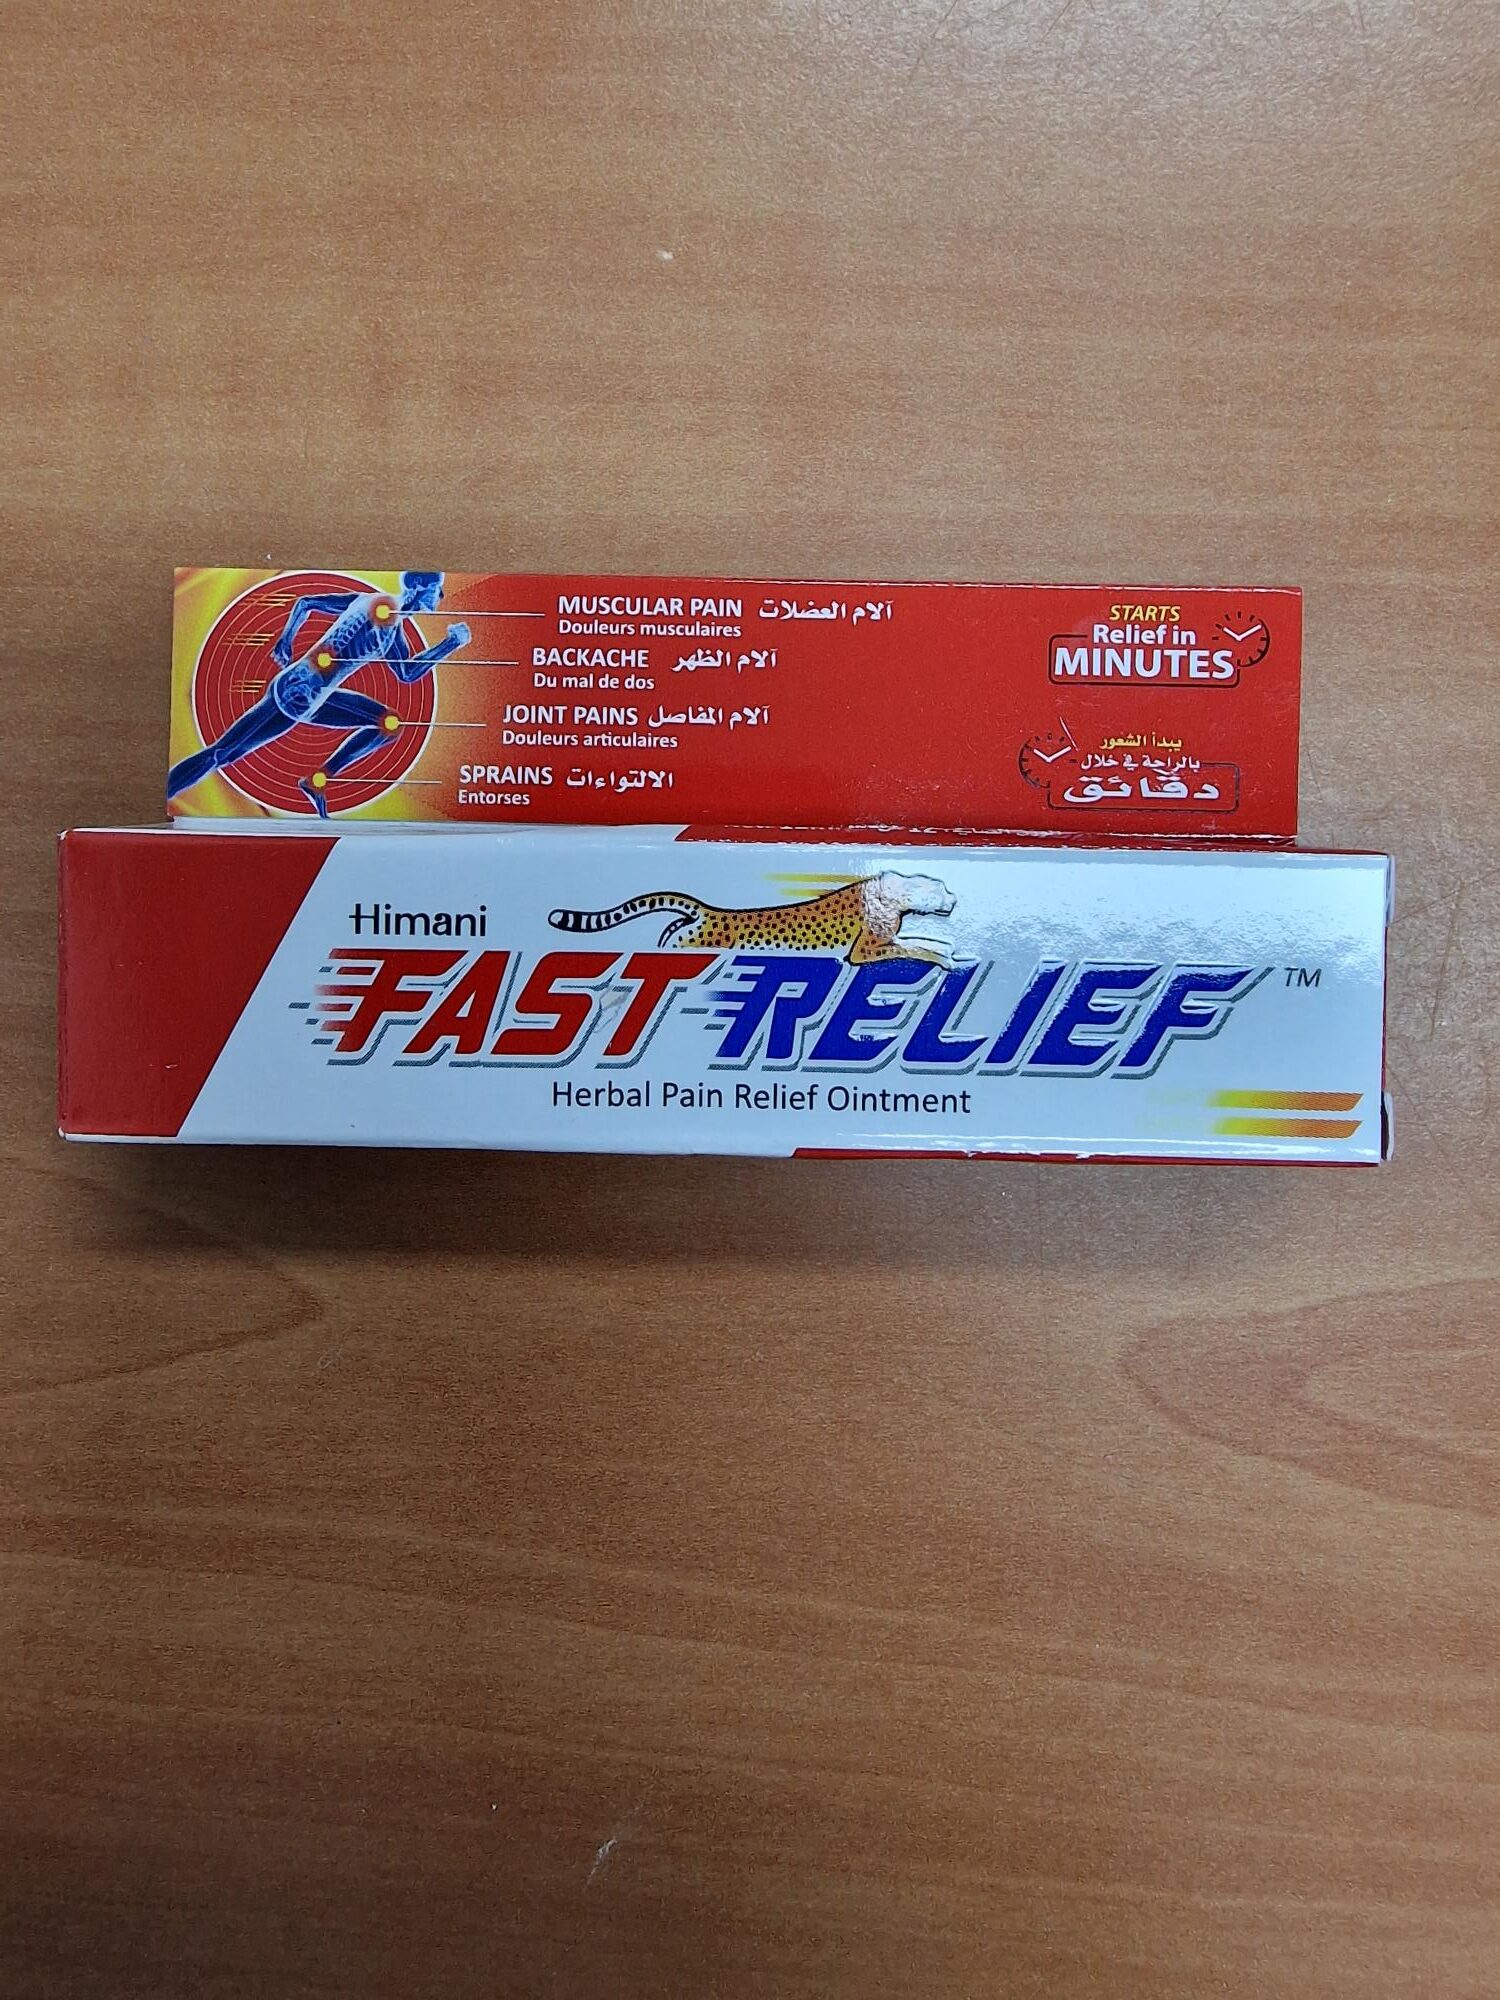 MUSCULAR PAIN آلام العضلات
Douleurs musculaires
BACKACHE آلام الظهر
Du mal de dos
JOINT PAINS آلام المفاصل
Douleurs articulaires
SPRAINS الالتواءات
Entorses
STARTS
Relief in
MINUTES
يبدأ الشعور
بالراحة في خلال
دقائق
Himani
FAST RELIEF ™
Herbal Pain Relief Ointment